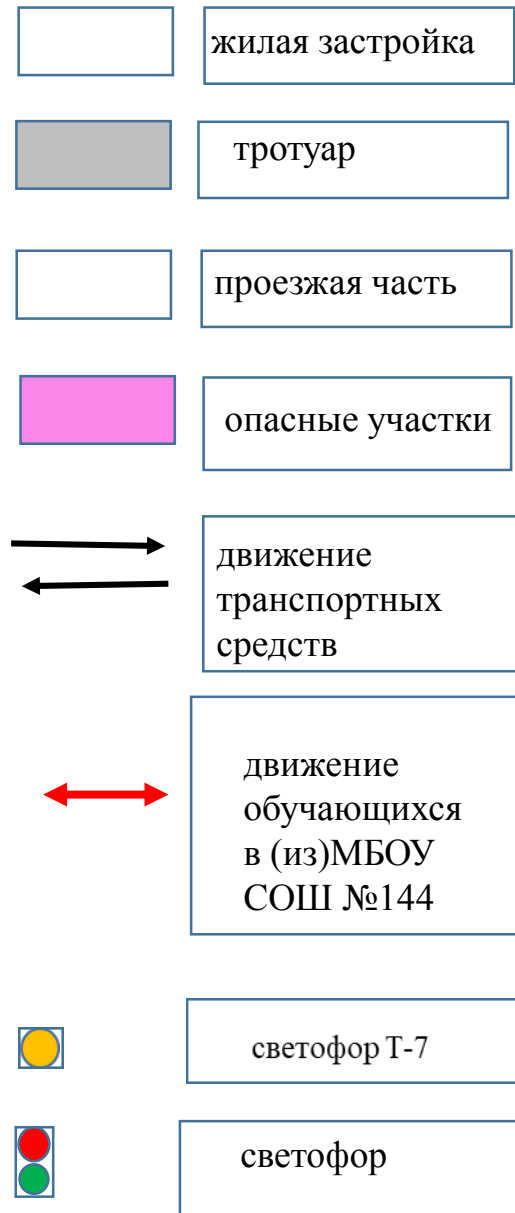 жилая застройка
тротуар
проезжая часть
опасные участки
движение
транспортных
средств
движение
обучающихся
в (из)МБОУ
СОШ №144
светофор Т-7
светофор